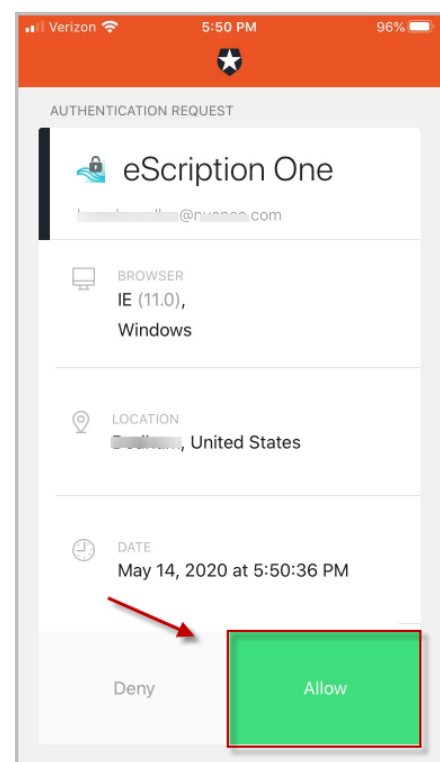 Verizon 5:50 PM 96%
AUTHENTICATION REQUEST
eScription One
.com
BROWSER
IE (11.0),
Windows
LOCATION
, United States
DATE
May 14, 2020 at 5:50:36 PM
Deny Allow